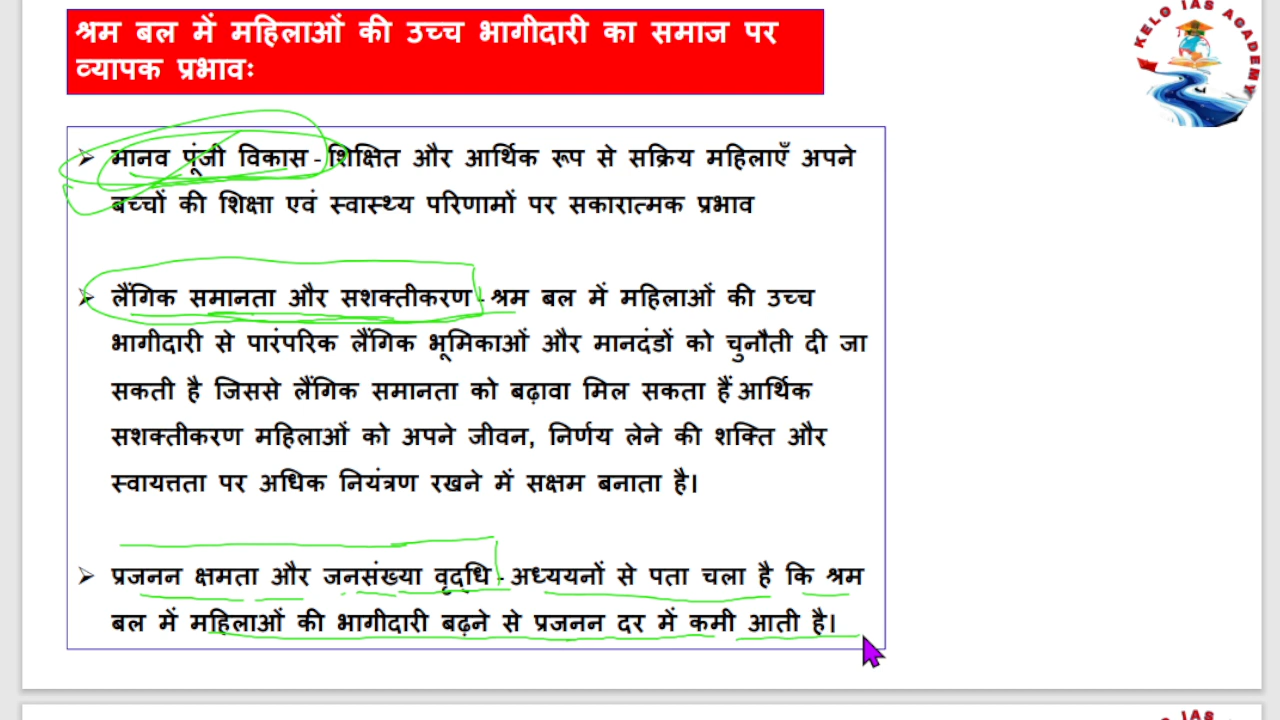 श्रम बल में महिलाओं की उच्च भागीदारी का समाज पर
व्यापक प्रभावः
KELO IAS ACADEMY
मानव पूंजी विकास - शिक्षित और आर्थिक रूप से सक्रिय महिलाएँ अपने
बच्चों की शिक्षा एवं स्वास्थ्य परिणामों पर सकारात्मक प्रभाव
लैंगिक समानता और सशक्तीकरण - श्रम बल में महिलाओं की उच्च
भागीदारी से पारंपरिक लैंगिक भूमिकाओं और मानदंडों को चुनौती दी जा
सकती है जिससे लैंगिक समानता को बढ़ावा मिल सकता हैं आर्थिक
सशक्तीकरण महिलाओं को अपने जीवन, निर्णय लेने की शक्ति और
स्वायत्तता पर अधिक नियंत्रण रखने में सक्षम बनाता है।
प्रजनन क्षमता और जनसंख्या वृद्धि - अध्ययनों से पता चला है कि श्रम
बल में महिलाओं की भागीदारी बढ़ने से प्रजनन दर में कमी आती है।